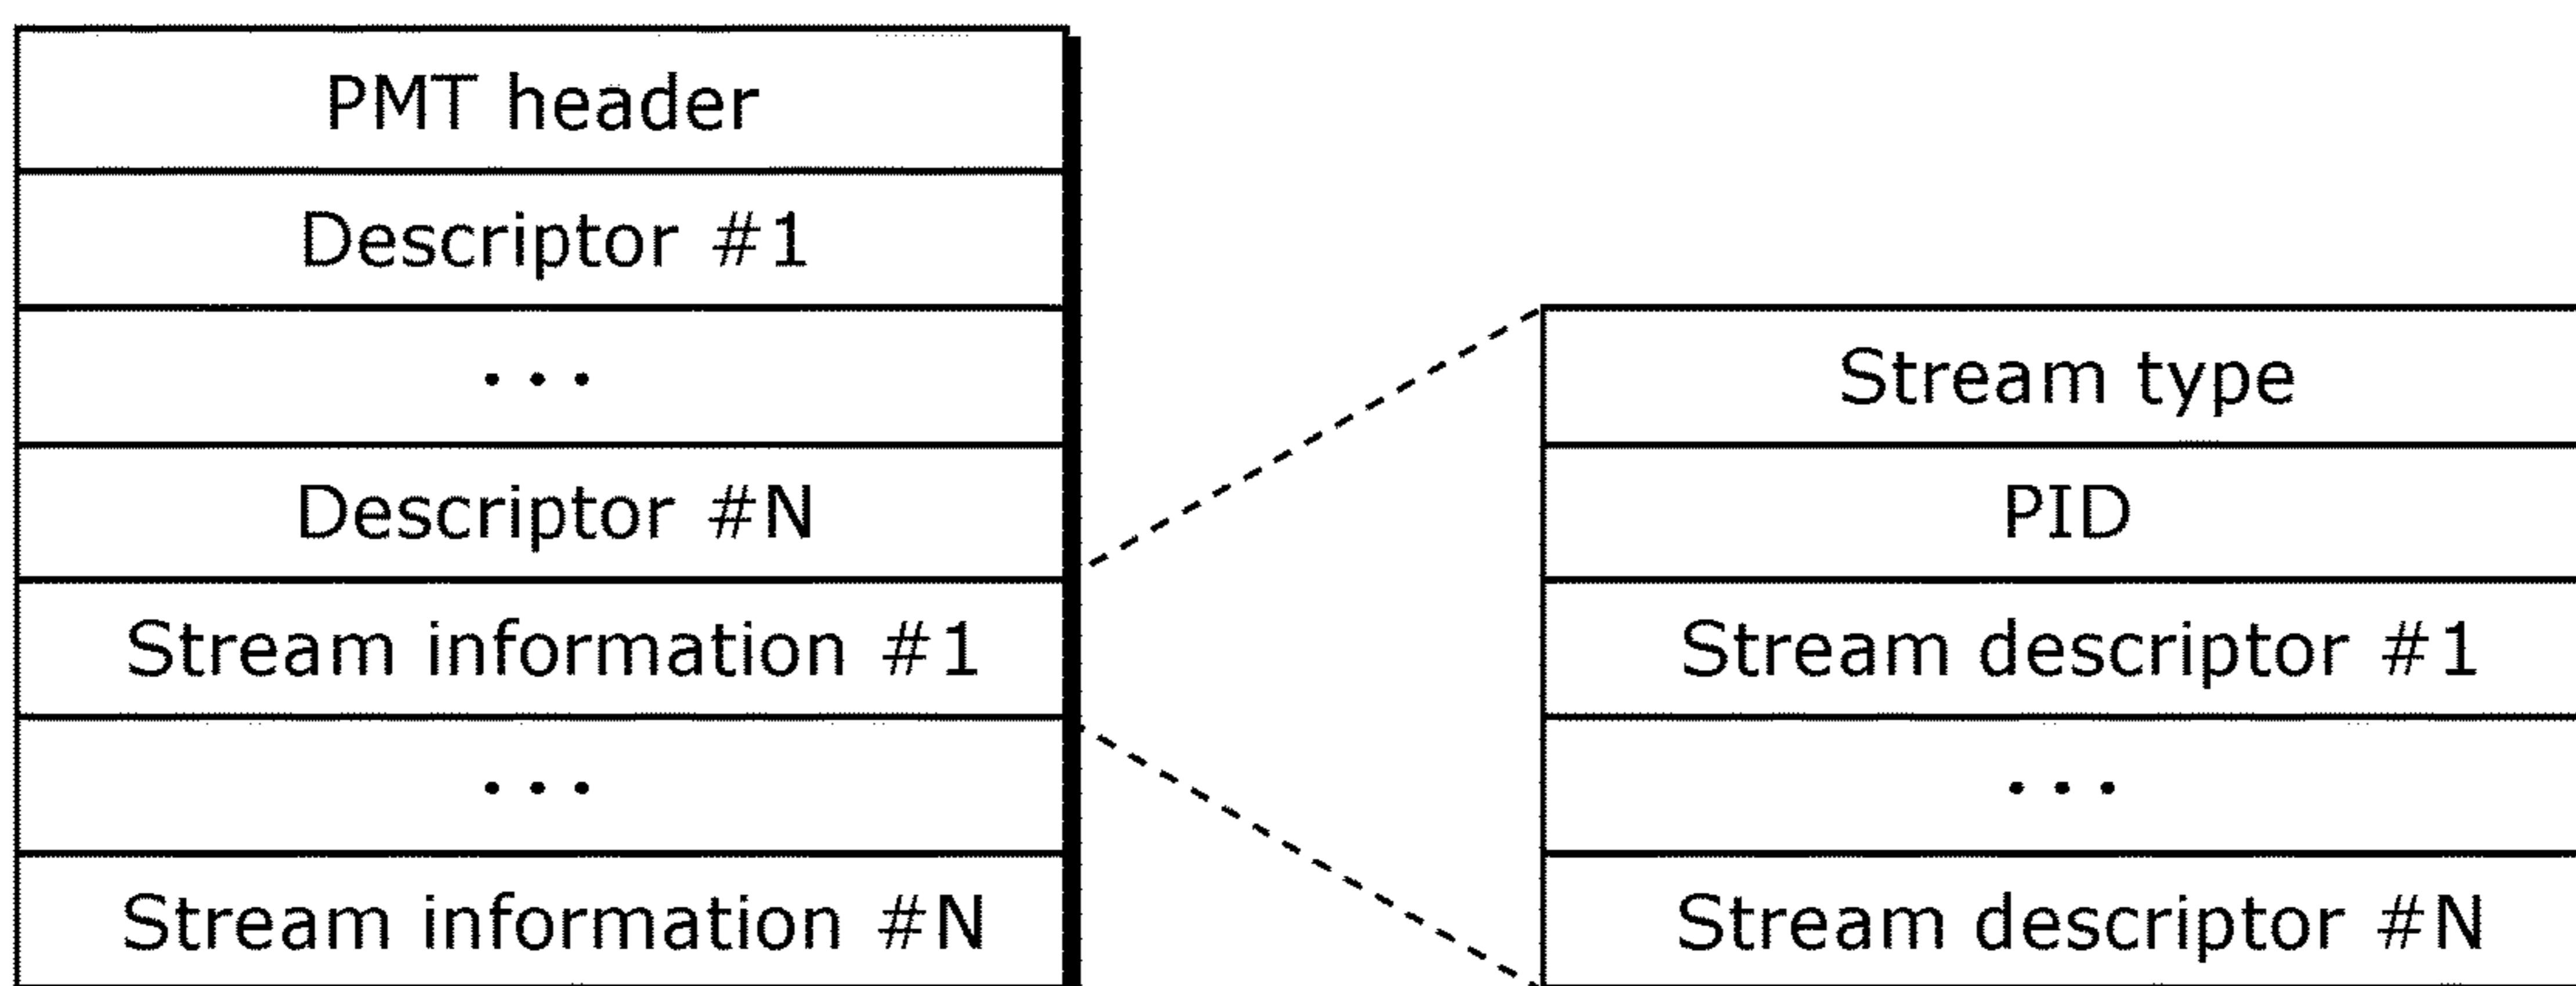 PMT header
Descriptor #1
...
Descriptor #N
Stream information #1
...
Stream information #N
Stream type
PID
Stream descriptor #1
...
Stream descriptor #N